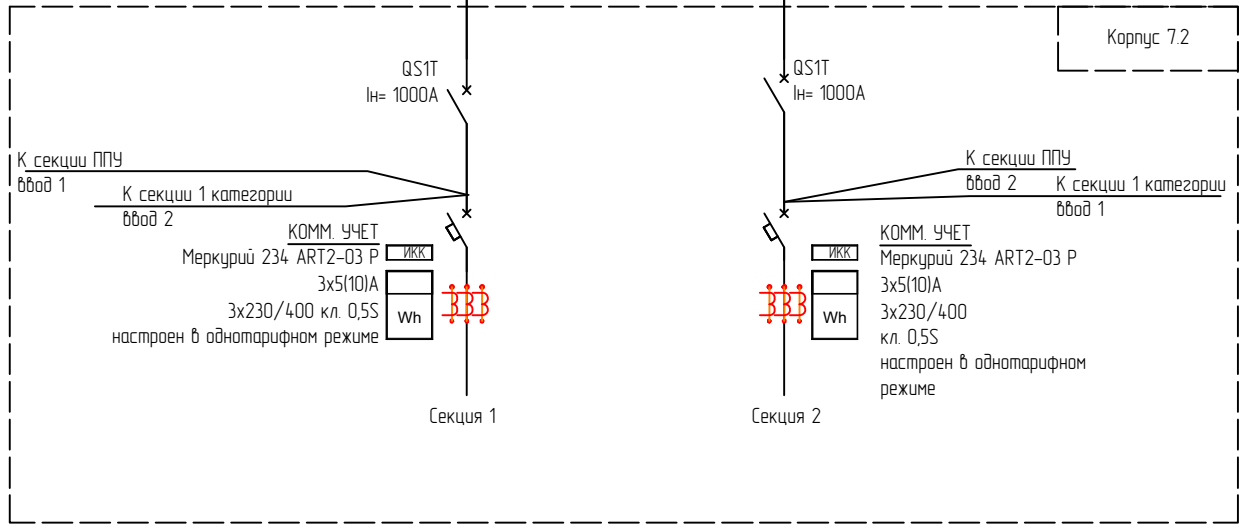 Корпус 7.2
QS1T
Iн= 1000А
QS1T
Iн= 1000А
К секции ППУ
ввод 1
К секции 1 категории
ввод 2
К секции ППУ
ввод 2
К секции 1 категории
ввод 1
КОММ. УЧЕТ
Меркурий 234 ART2-03 P
3х5(10)А
3х230/400 кл. 0,5S
настроен в однотарифном режиме
ИКК
Wh
ИКК
Wh
КОММ. УЧЕТ
Меркурий 234 ART2-03 P
3х5(10)А
3х230/400
кл. 0,5S
настроен в однотарифном
режиме
Секция 1
Секция 2